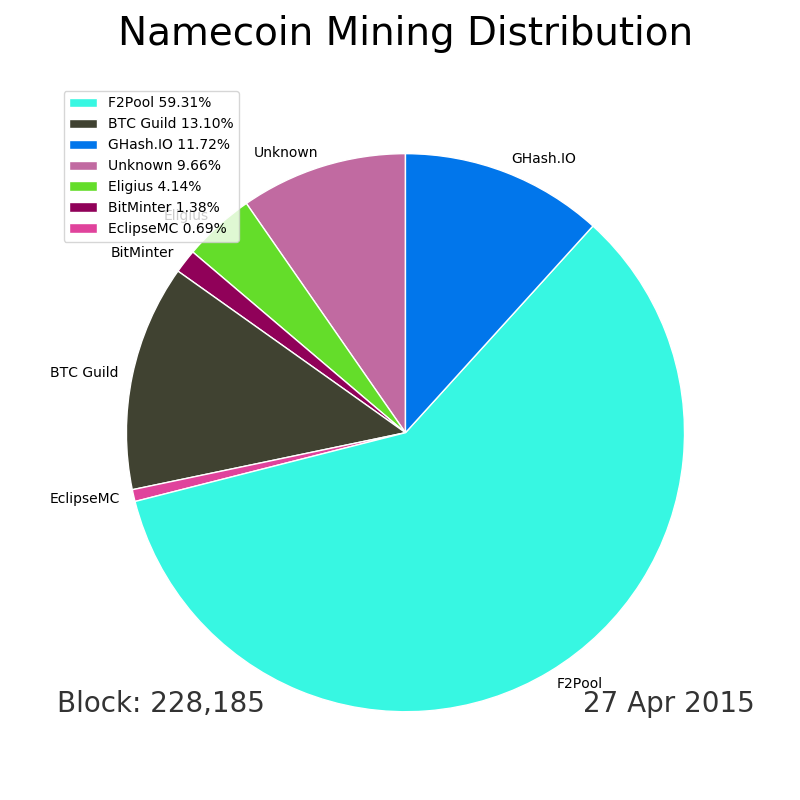 Namecoin Mining Distribution
F2Pool 59.31%
BTC Guild 13.10%
GHash.IO 11.72%
Unknown 9.66%
Eligius 4.14%
BitMinter 1.38%
EclipseMC 0.69%
Unknown
GHash.IO
Eligius
BitMinter
BTC Guild
EclipseMC
F2Pool
Block: 228,185
27 Apr 2015